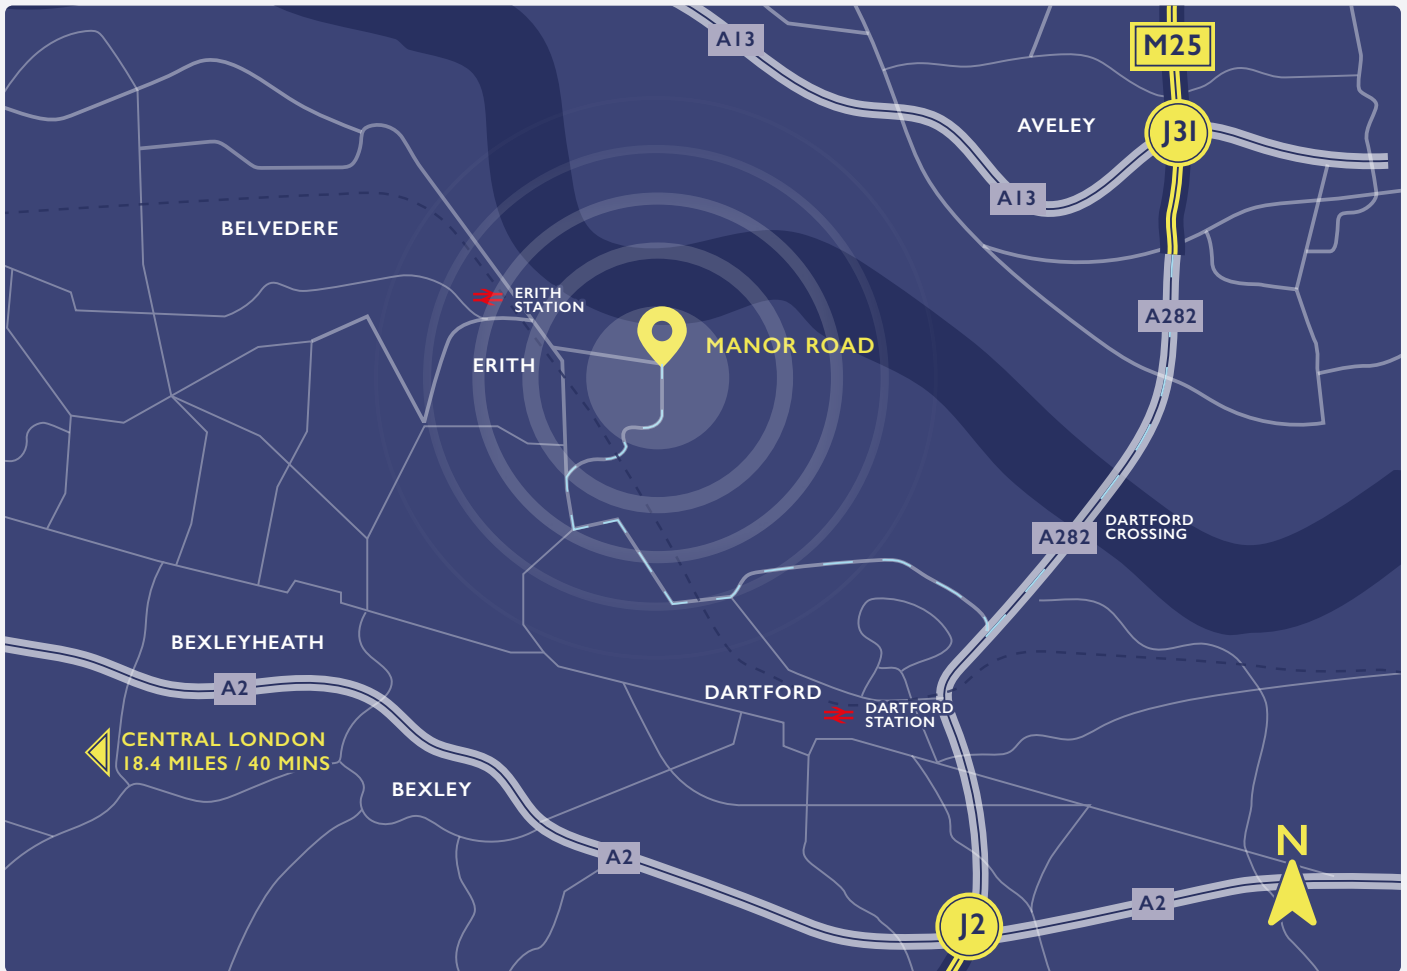 A13
M25
AVELEY
J31
A13
BELVEDERE
ERITH
STATION
A282
MANOR ROAD
ERITH
DARTFORD
CROSSING
A282
BEXLEYHEATH
A2
DARTFORD
DARTFORD
STATION
CENTRAL LONDON
18.4 MILES / 40 MINS
BEXLEY
N
A2
A2
J2